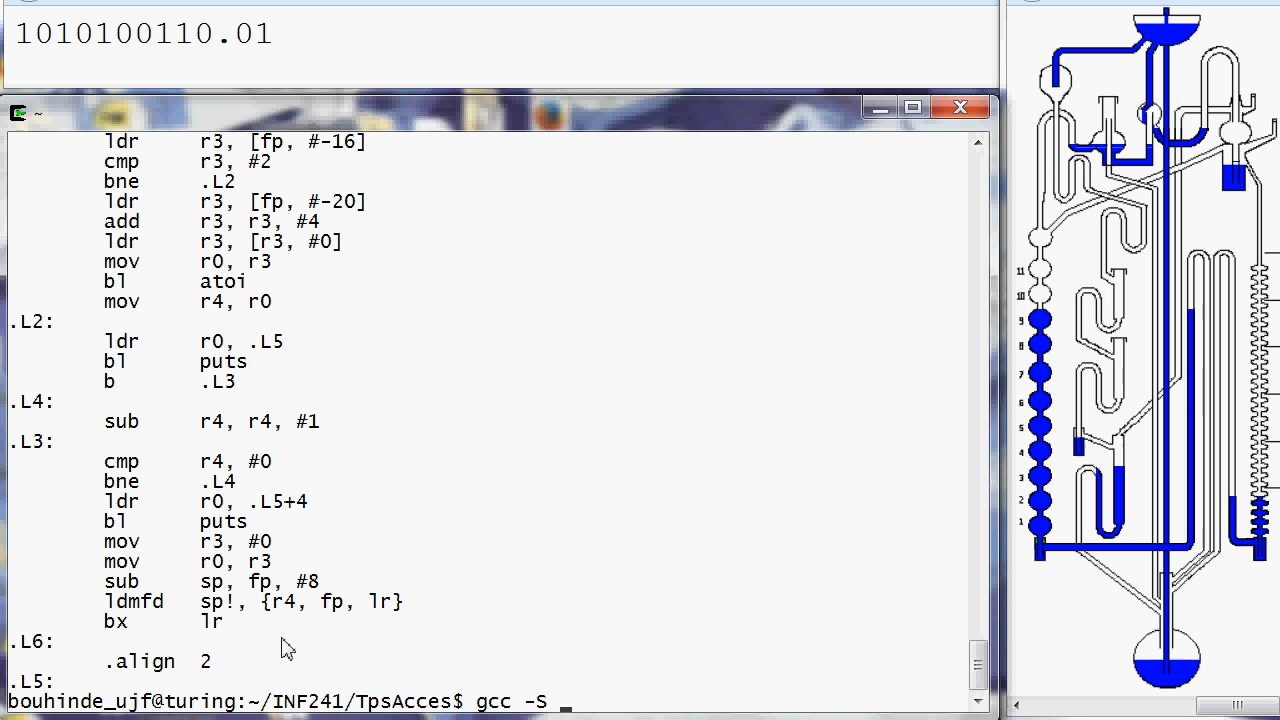 1010100110.01
~
ldr r3, [fp, #-16]
cmp r3, #2
bne .L2
ldr r3, [fp, #-20]
add r3, r3, #4
ldr r3, [r3, #0]
mov r0, r3
bl atoi
mov r4, r0
.L2:
ldr r0, .L5
bl puts
b .L3
.L4:
sub r4, r4, #1
.L3:
cmp r4, #0
bne .L4
ldr r0, .L5+4
bl puts
mov r3, #0
mov r0, r3
sub sp, fp, #8
ldmfd sp!, {r4, fp, lr}
bx lr
.L6:
.align 2
.L5:
bouhinde_ujf@turing:~/INF241/TpsAcces$ gcc -S _
11
10
9
8
7
6
5
4
3
2
1